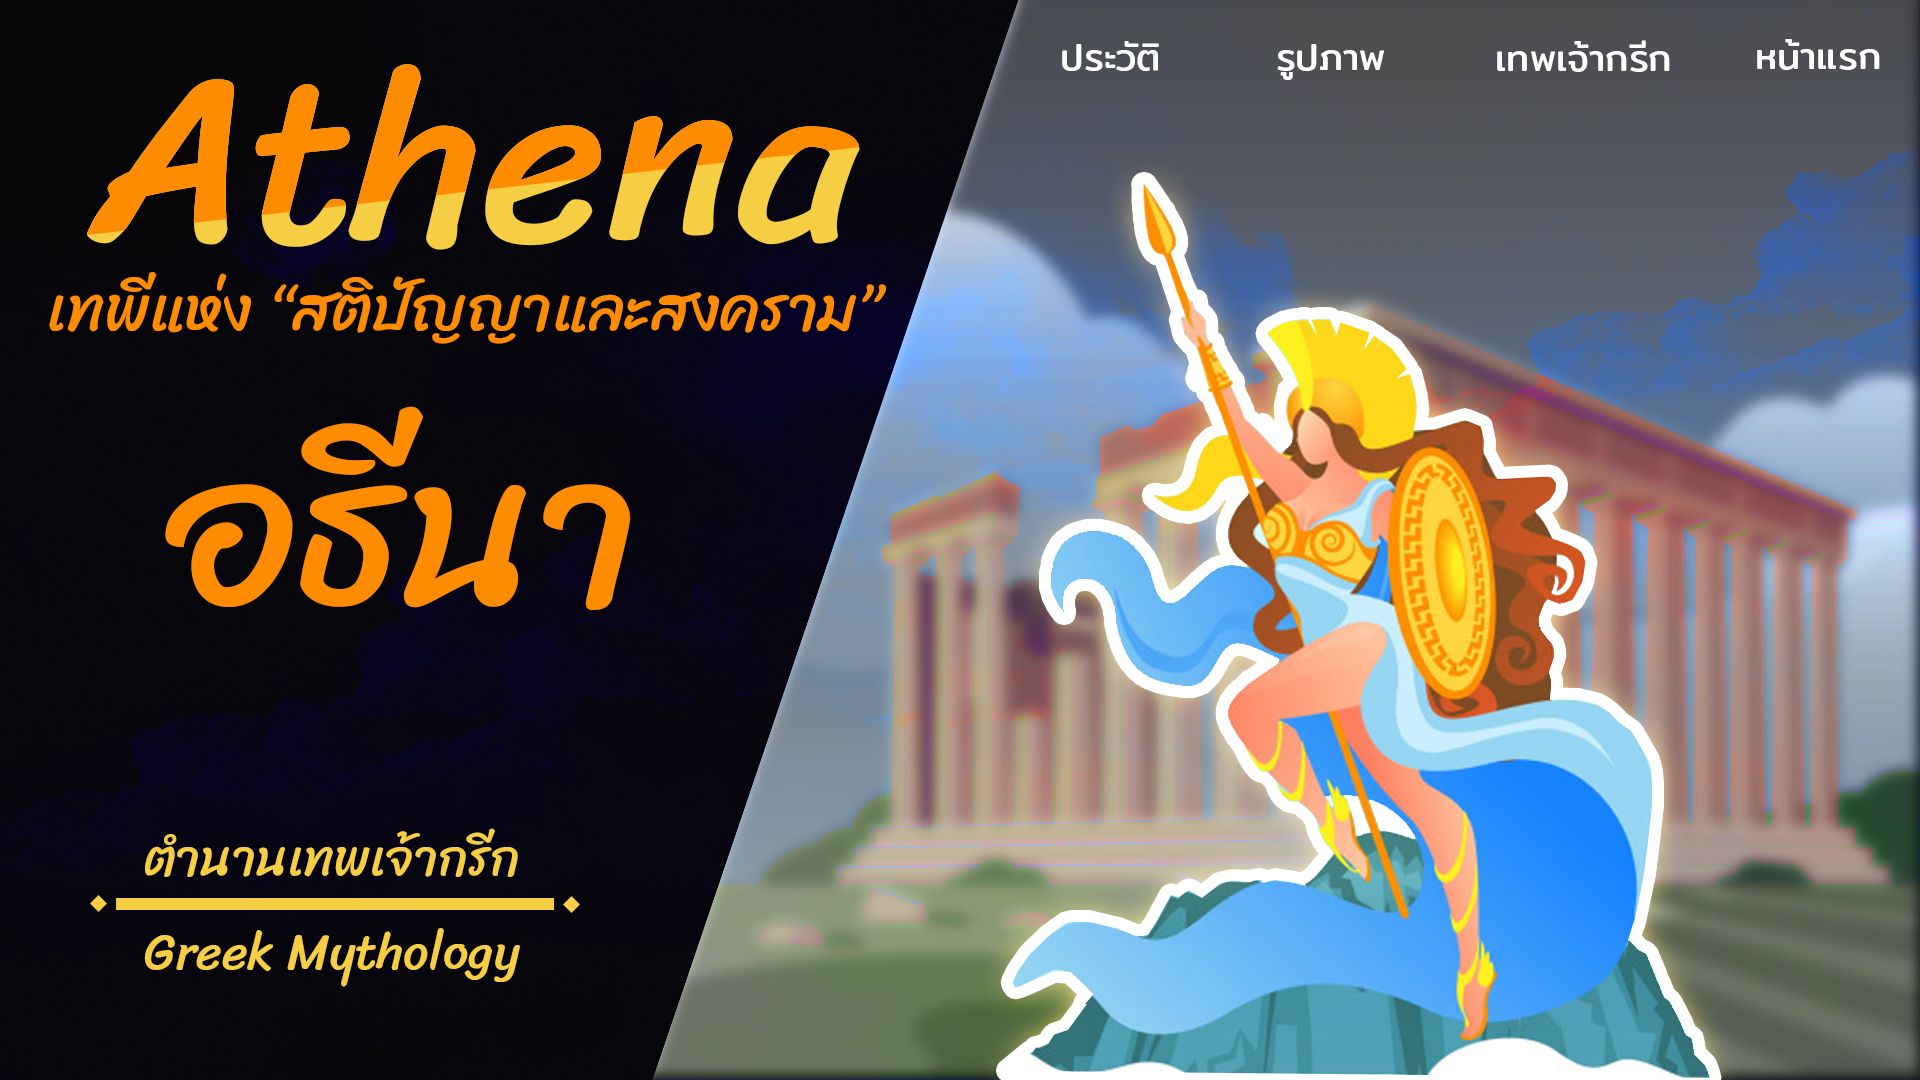 ประวัติ รูปภาพ เทพเจ้ากรีก หน้าแรก
Athena
เทพีแห่ง “สติปัญญาและสงคราม”
อธีนา
ตำนานเทพเจ้ากรีก
Greek Mythology